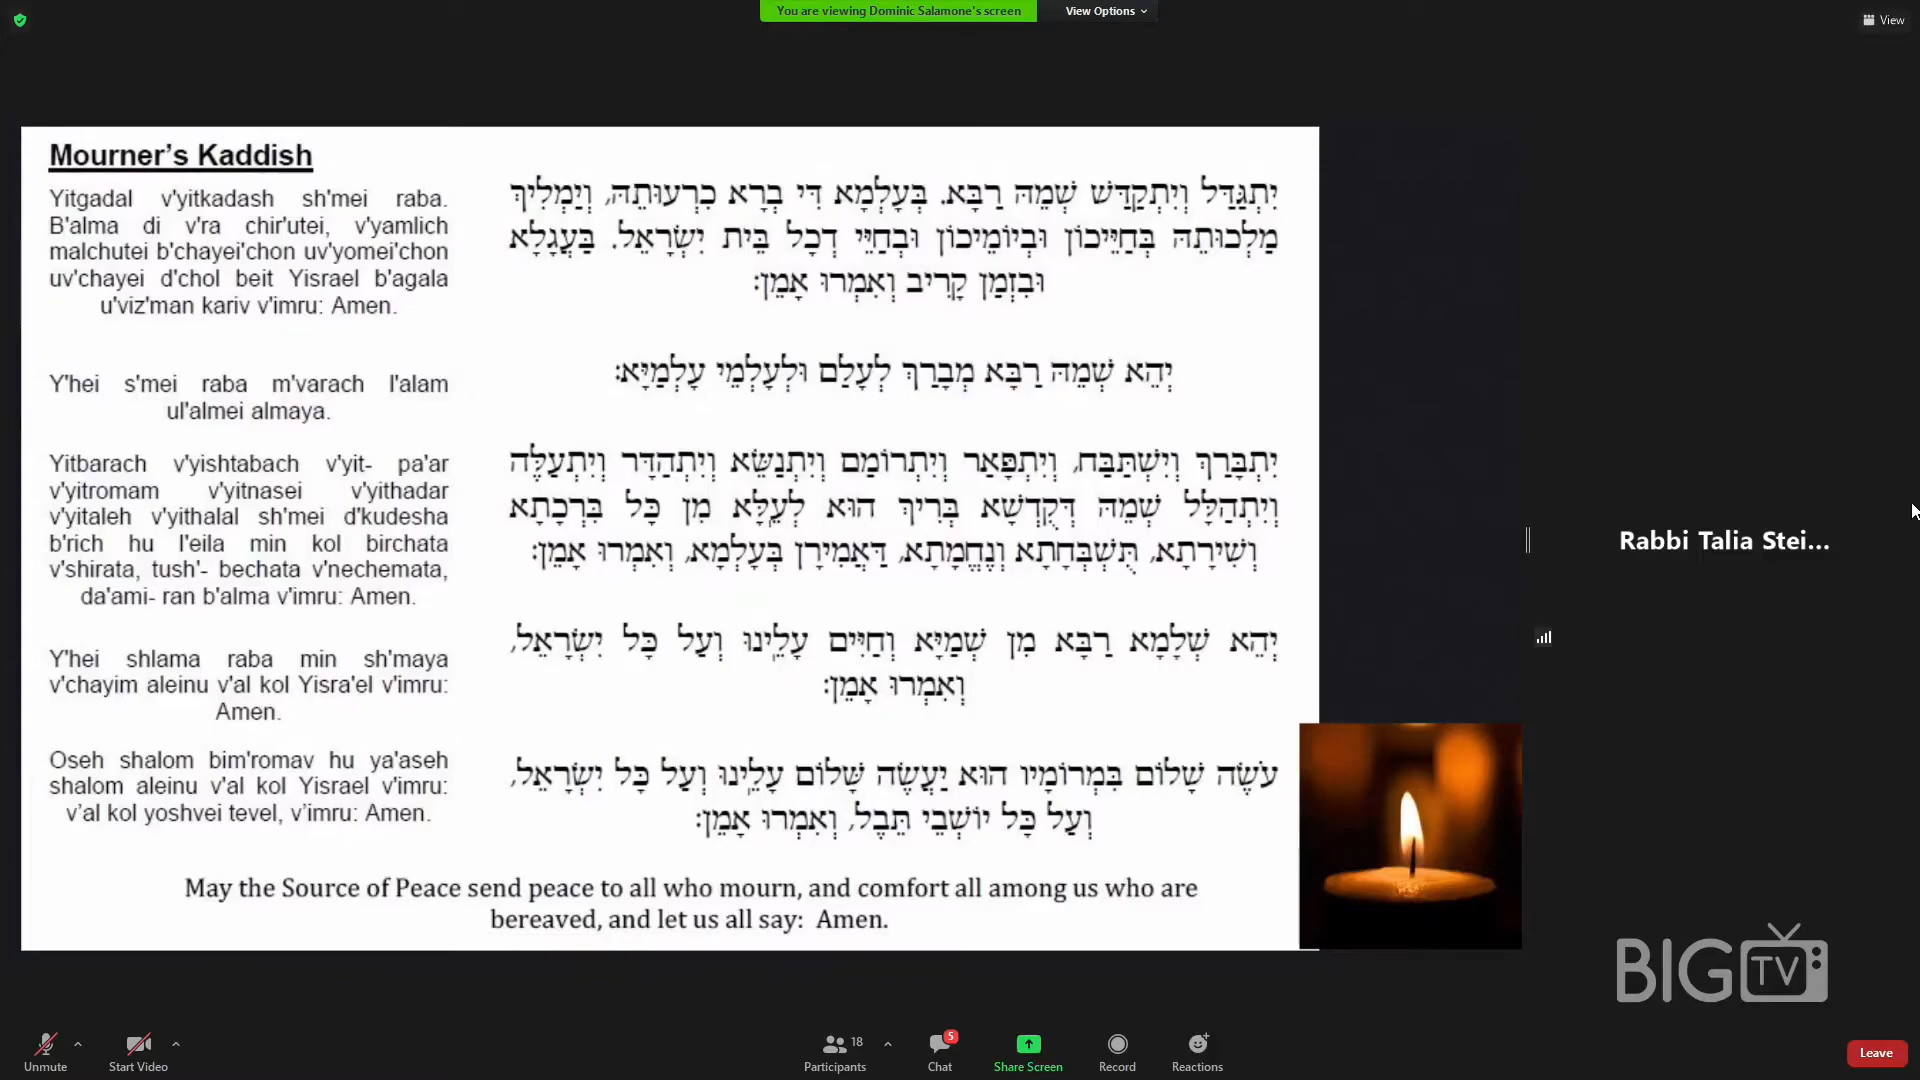 You are viewing Dominic Salamone's screen
View Options
View
Mourner’s Kaddish
Yitgadal v'yitkadash sh'mei raba.
B'alma di v'ra chir'utei, v'yamlich
malchutei b'chayei'chon uv'yomei'chon
uv'chayei d'chol beit Yisrael b'agala
u'viz'man kariv v'imru: Amen.
Y'hei s'mei raba m'varach l'alam
ul'almei almaya.
Yitbarach v'yishtabach v'yit- pa'ar
v'yitromam v'yitnasei v'yithadar
v'yitaleh v'yithalal sh'mei d'kudesha
b'rich hu l'eila min kol birchata
v'shirata, tush'- bechata v'nechemata,
da'ami- ran b'alma v'imru: Amen.
Y'hei shlama raba min sh'maya
v'chayim aleinu v'al kol Yisra'el v'imru:
Amen.
Oseh shalom bim'romav hu ya'aseh
shalom aleinu v'al kol Yisrael v'imru:
v’al kol yoshvei tevel, v’imru: Amen.
יִתְגַּדַּל וְיִתְקַדַּשׁ שְׁמֵהּ רַבָּא. בְּעָלְמָא דִּי בְרָא כִרְעוּתֵהּ, וְיַמְלִיךְ
מַלְכוּתֵהּ בְּחַיֵּיכוֹן וּבְיוֹמֵיכוֹן וּבְחַיֵּי דְכָל בֵּית יִשְׂרָאֵל. בַּעֲגָלָא
וּבִזְמַן קָרִיב וְאִמְרוּ אָמֵן:
יְהֵא שְׁמֵהּ רַבָּא מְבָרַךְ לְעָלַם וּלְעָלְמֵי עָלְמַיָּא:
יִתְבָּרַךְ וְיִשְׁתַּבַּח, וְיִתְפָּאַר וְיִתְרוֹמַם וְיִתְנַשֵּׂא וְיִתְהַדָּר וְיִתְעַלֶּה
וְיִתְהַלָּל שְׁמֵהּ דְּקֻדְשָׁא בְּרִיךְ הוּא לְעֵלָּא מִן כָּל בִּרְכָתָא
וְשִׁירָתָא, תֻּשְׁבְּחָתָא וְנֶחֱמָתָא, דַּאֲמִירָן בְּעָלְמָא, וְאִמְרוּ אָמֵן:
יְהֵא שְׁלָמָא רַבָּא מִן שְׁמַיָּא וְחַיִּים עָלֵינוּ וְעַל כָּל יִשְׂרָאֵל,
וְאִמְרוּ אָמֵן:
עֹשֶׂה שָׁלוֹם בִּמְרוֹמָיו הוּא יַעֲשֶׂה שָׁלוֹם עָלֵינוּ וְעַל כָּל יִשְׂרָאֵל,
וְעַל כָּל יוֹשְׁבֵי תֵּבֶל, וְאִמְרוּ אָמֵן:
May the Source of Peace send peace to all who mourn, and comfort all among us who are
bereaved, and let us all say: Amen.
Rabbi Talia Stei...
BIG TV
Unmute
Start Video
18
Participants
5
Chat
Share Screen
Record
Reactions
Leave